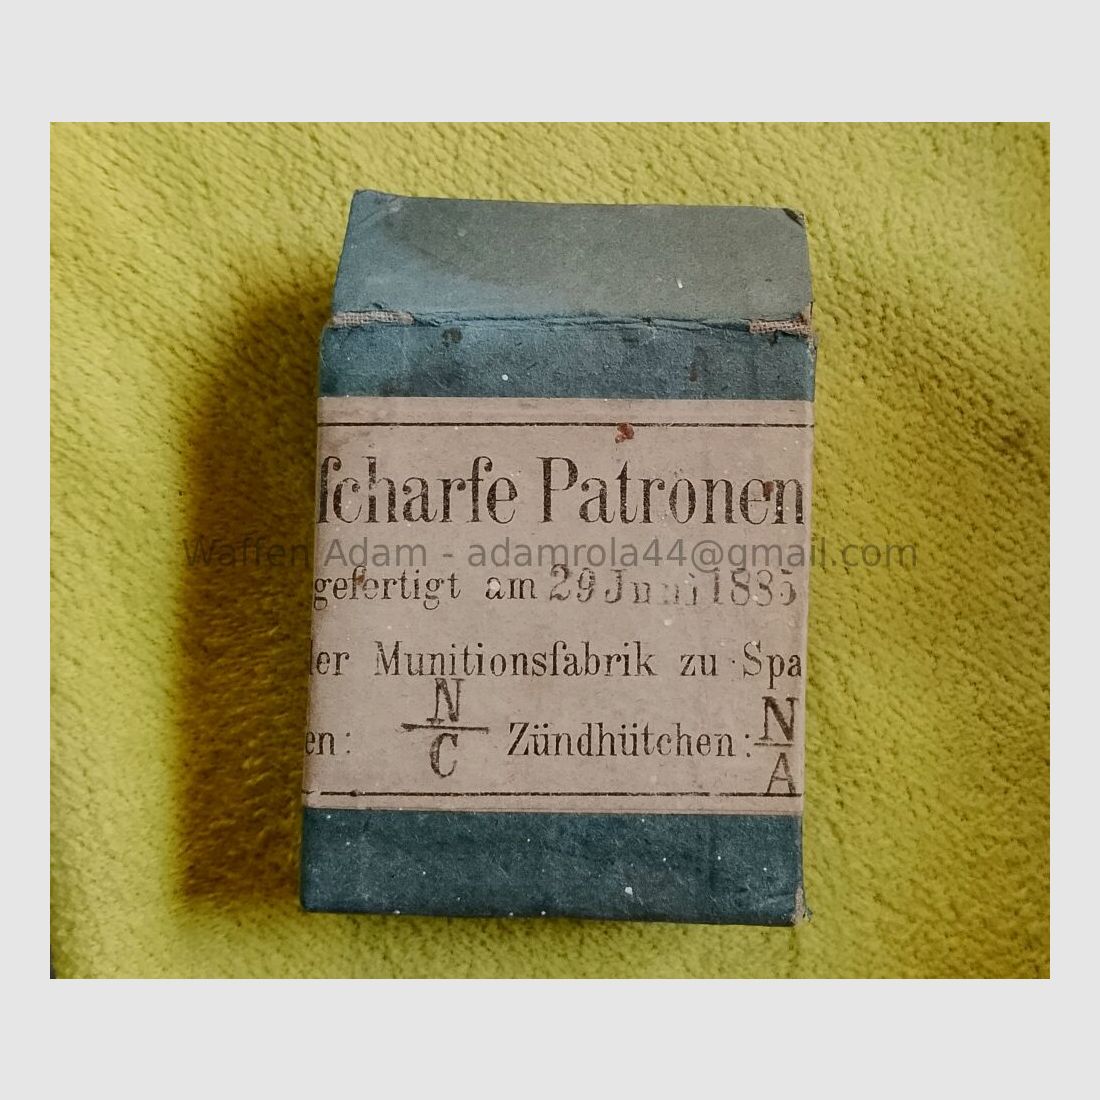 ſcharfe Patronen
Waffen Adam - adamrola44@gmail.com
gefertigt am 29 Juni 1885
der Munitionsfabrik zu Spa
N
en: C Zündhütchen: N
A